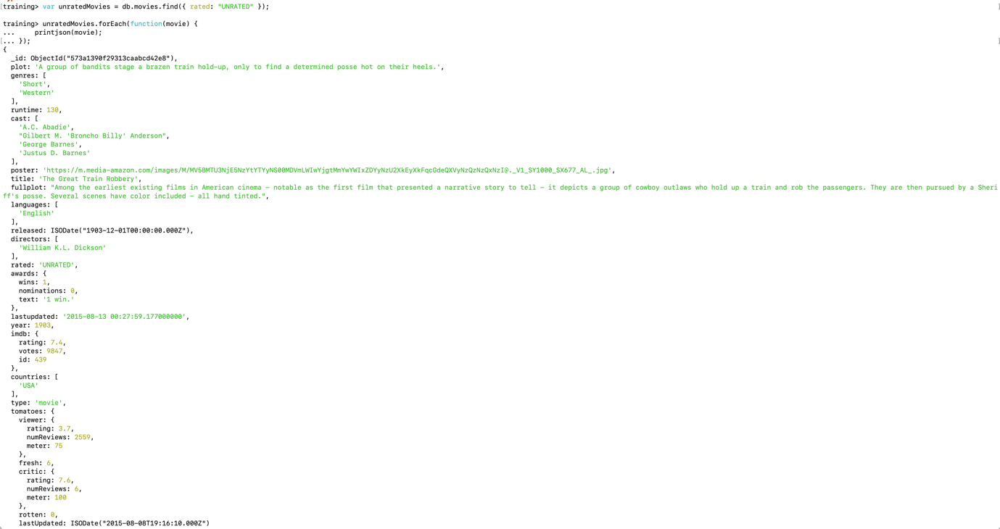 [training> var unratedMovies = db.movies.find({ rated: "UNRATED" }); ]
training> unratedMovies.forEach(function(movie) {
...     printjson(movie);
[... }); ]
{
  _id: ObjectId("573a1390f29313caabcd42e8"),
  plot: 'A group of bandits stage a brazen train hold-up, only to find a determined posse hot on their heels.',
  genres: [
    'Short',
    'Western'
  ],
  runtime: 130,
  cast: [
    'A.C. Abadie',
    "Gilbert M. 'Broncho Billy' Anderson",
    'George Barnes',
    'Justus D. Barnes'
  ],
  poster: 'https://m.media-amazon.com/images/M/MV5BMTU3NjE5NzYtYTYyNS00MDVmLWIwYjgtMmYwYWIxZDYyNzU2XkEyXkFqcGdeQXVyNzQzNzQxNzI@._V1_SY1000_SX677_AL_.jpg',
  title: 'The Great Train Robbery',
  fullplot: "Among the earliest existing films in American cinema - notable as the first film that presented a narrative story to tell - it depicts a group of cowboy outlaws who hold up a train and rob the passengers. They are then pursued by a Sheri
ff's posse. Several scenes have color included - all hand tinted.",
  languages: [
    'English'
  ],
  released: ISODate("1903-12-01T00:00:00.000Z"),
  directors: [
    'William K.L. Dickson'
  ],
  rated: 'UNRATED',
  awards: {
    wins: 1,
    nominations: 0,
    text: '1 win.'
  },
  lastupdated: '2015-08-13 00:27:59.177000000',
  year: 1903,
  imdb: {
    rating: 7.4,
    votes: 9847,
    id: 439
  },
  countries: [
    'USA'
  ],
  type: 'movie',
  tomatoes: {
    viewer: {
      rating: 3.7,
      numReviews: 2559,
      meter: 75
    },
    fresh: 6,
    critic: {
      rating: 7.6,
      numReviews: 6,
      meter: 100
    },
    rotten: 0,
    lastUpdated: ISODate("2015-08-08T19:16:10.000Z")